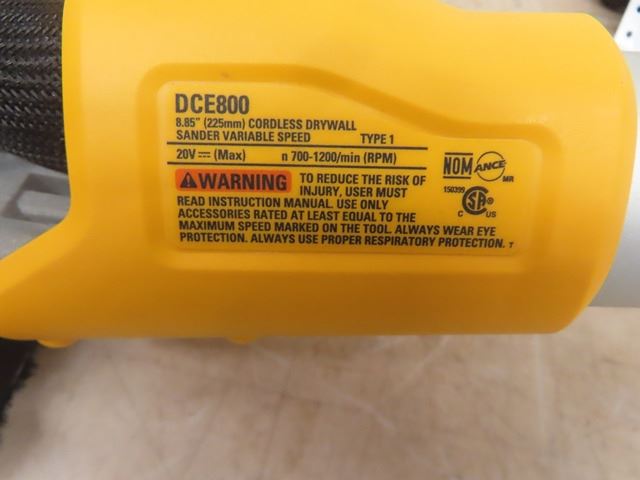 DCE800
8.85" (225mm) CORDLESS DRYWALL
SANDER VARIABLE SPEED TYPE 1
20V⎓ (Max) n 700-1200/min (RPM)
⚠WARNING TO REDUCE THE RISK OF
INJURY, USER MUST
READ INSTRUCTION MANUAL. USE ONLY
ACCESSORIES RATED AT LEAST EQUAL TO THE
MAXIMUM SPEED MARKED ON THE TOOL. ALWAYS WEAR EYE
PROTECTION. ALWAYS USE PROPER RESPIRATORY PROTECTION. T
NOM ANCE MR
150399
C SA® US